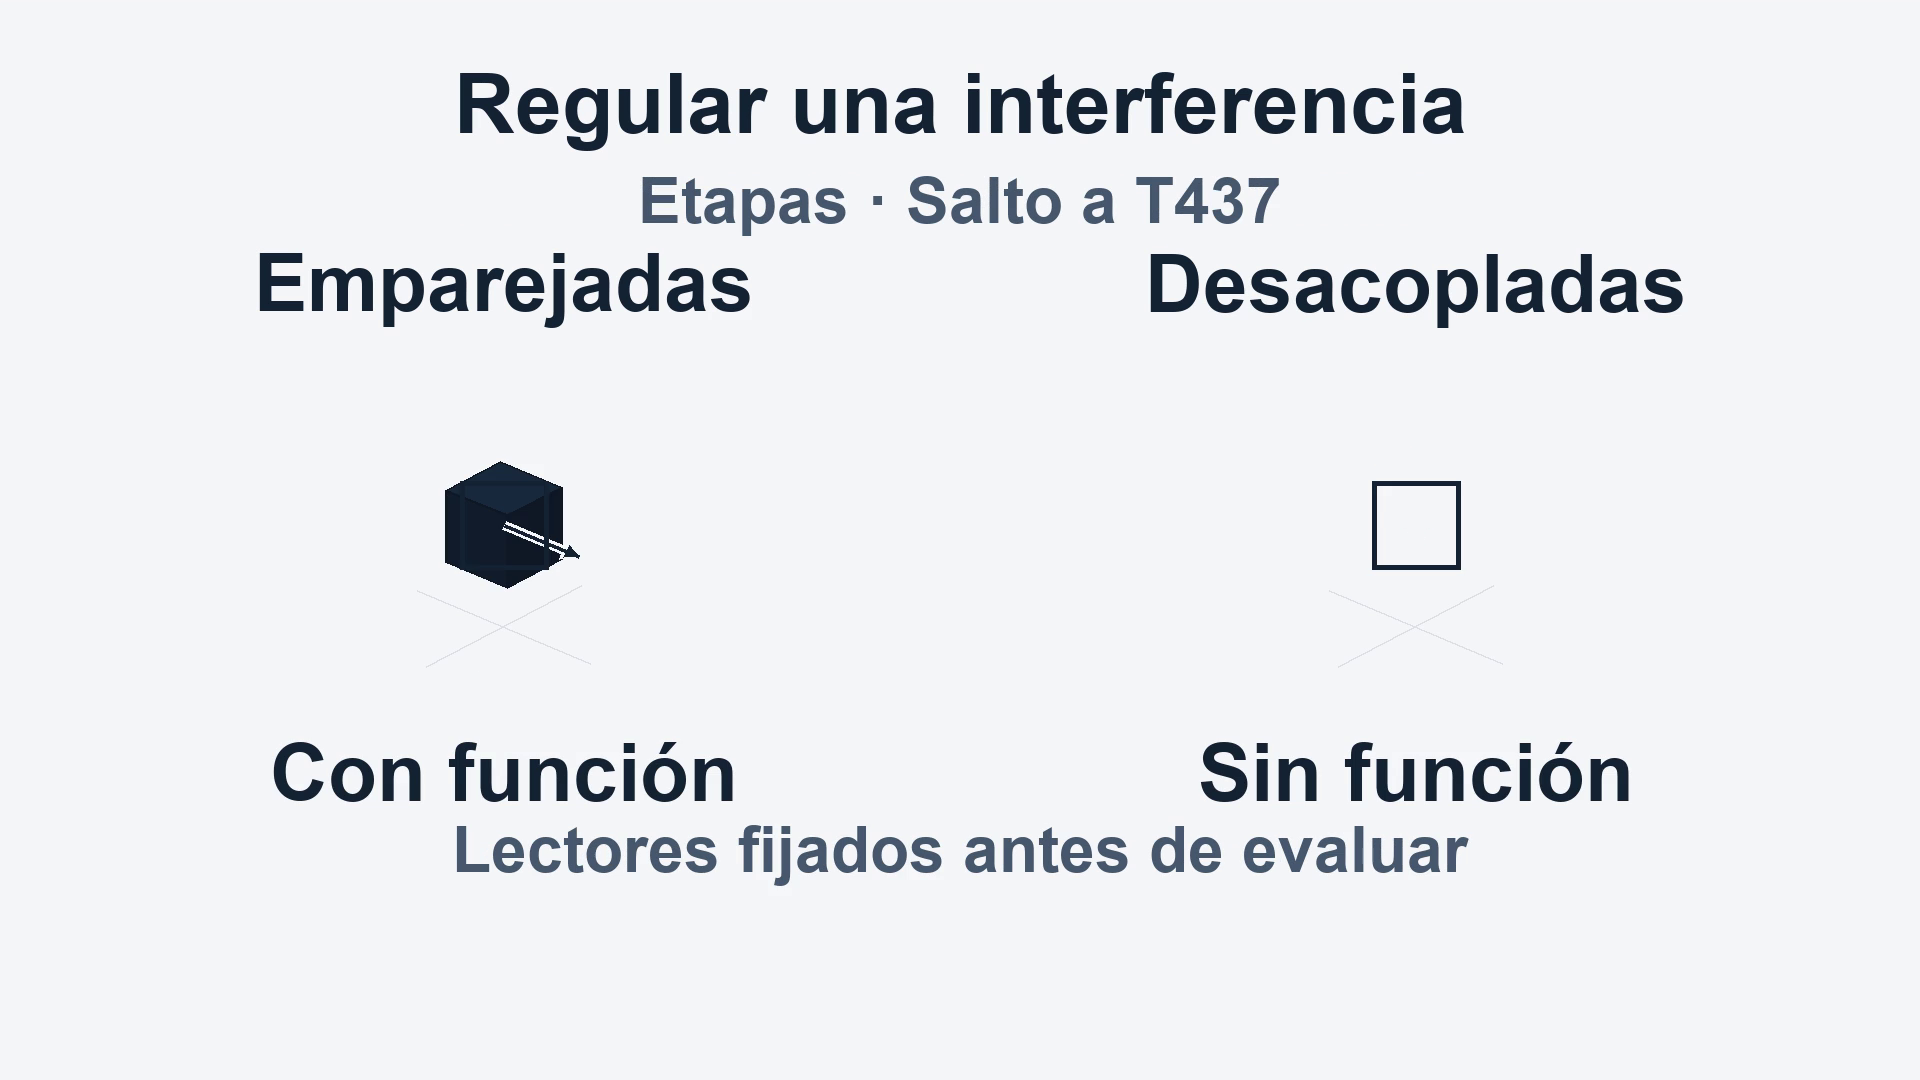 Regular una interferencia
Etapas · Salto a T437
Emparejadas
Desacopladas
Con función
Sin función
Lectores fijados antes de evaluar